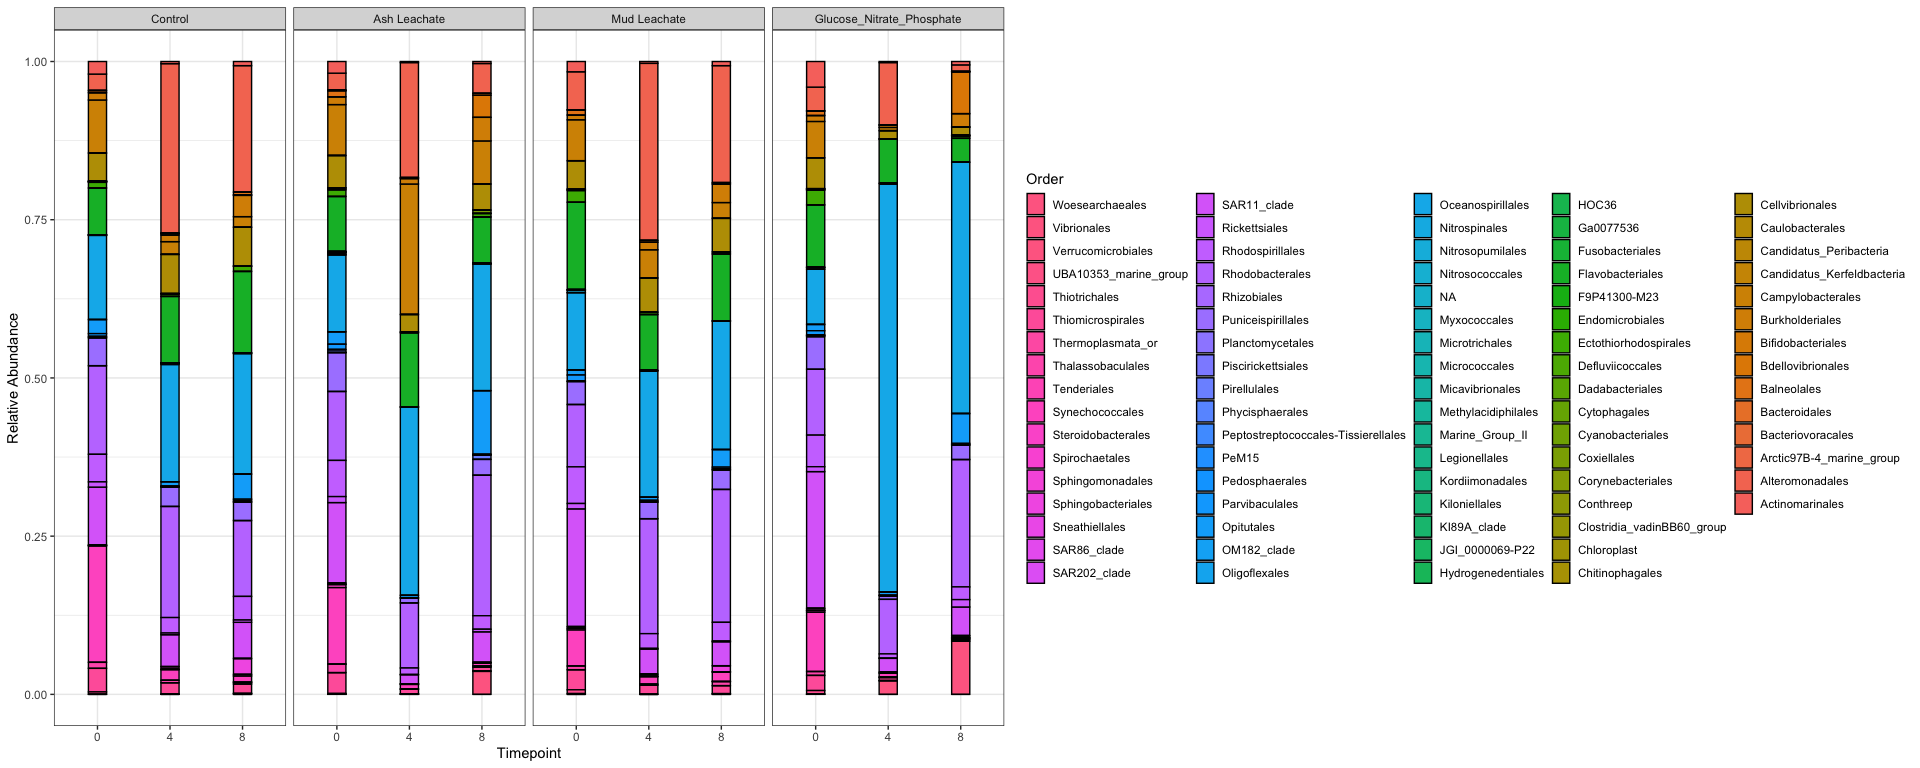 Control
Ash Leachate
Mud Leachate
Glucose_Nitrate_Phosphate
1.00
0.75
0.50
0.25
0.00
Relative Abundance
0 4 8
0 4 8
0 4 8
0 4 8
Timepoint
Order
Woesearchaeales
Vibrionales
Verrucomicrobiales
UBA10353_marine_group
Thiotrichales
Thiomicrospirales
Thermoplasmata_or
Thalassobaculales
Tenderiales
Synechococcales
Steroidobacterales
Spirochaetales
Sphingomonadales
Sphingobacteriales
Sneathiellales
SAR86_clade
SAR202_clade
SAR11_clade
Rickettsiales
Rhodospirillales
Rhodobacterales
Rhizobiales
Puniceispirillales
Planctomycetales
Piscirickettsiales
Pirellulales
Phycisphaerales
Peptostreptococcales-Tissierellales
PeM15
Pedosphaerales
Parvibaculales
Opitutales
OM182_clade
Oligoflexales
Oceanospirillales
Nitrospinales
Nitrosopumilales
Nitrosococcales
NA
Myxococcales
Microtrichales
Micrococcales
Micavibrionales
Methylacidiphilales
Marine_Group_II
Legionellales
Kordiimonadales
Kiloniellales
KI89A_clade
JGI_0000069-P22
Hydrogenedentiales
HOC36
Ga0077536
Fusobacteriales
Flavobacteriales
F9P41300-M23
Endomicrobiales
Ectothiorhodospirales
Defluviicoccales
Dadabacteriales
Cytophagales
Cyanobacteriales
Coxiellales
Corynebacteriales
Conthreep
Clostridia_vadinBB60_group
Chloroplast
Chitinophagales
Cellvibrionales
Caulobacterales
Candidatus_Peribacteria
Candidatus_Kerfeldbacteria
Campylobacterales
Burkholderiales
Bifidobacteriales
Bdellovibrionales
Balneolales
Bacteroidales
Bacteriovoracales
Arctic97B-4_marine_group
Alteromonadales
Actinomarinales